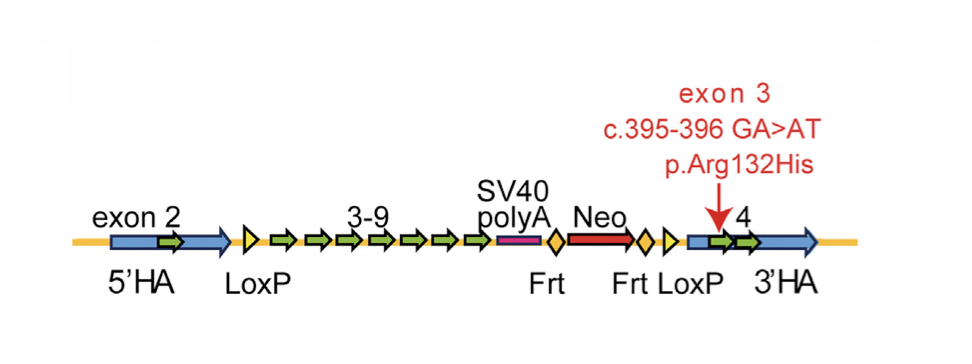 exon 3
c.395-396 GA>AT
p.Arg132His
SV40
exon 2 3-9 polyA Neo 4
5'HA LoxP Frt Frt LoxP 3'HA